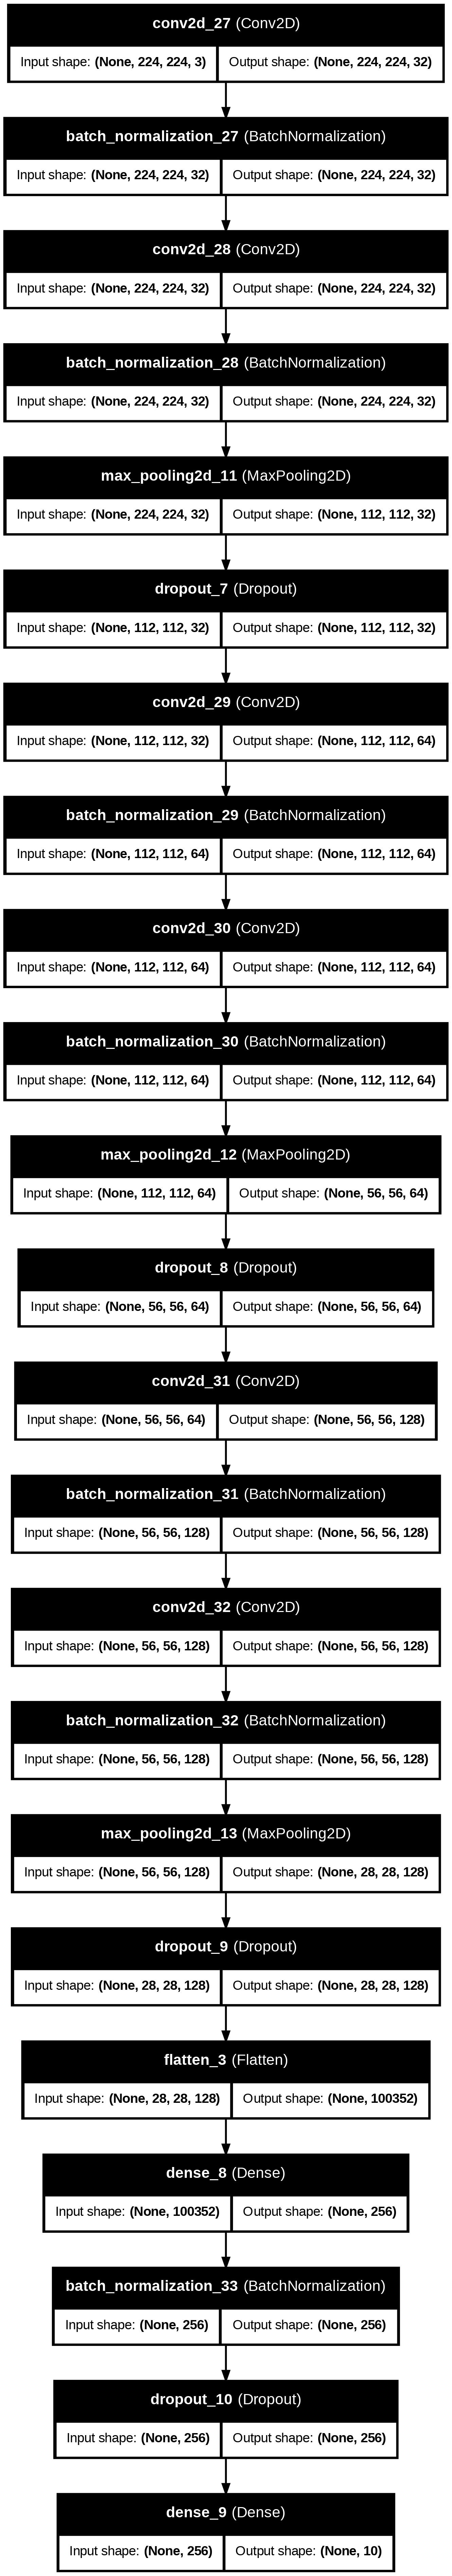 conv2d_27 (Conv2D)
Input shape: (None, 224, 224, 3) Output shape: (None, 224, 224, 32)
batch_normalization_27 (BatchNormalization)
Input shape: (None, 224, 224, 32) Output shape: (None, 224, 224, 32)
conv2d_28 (Conv2D)
Input shape: (None, 224, 224, 32) Output shape: (None, 224, 224, 32)
batch_normalization_28 (BatchNormalization)
Input shape: (None, 224, 224, 32) Output shape: (None, 224, 224, 32)
max_pooling2d_11 (MaxPooling2D)
Input shape: (None, 224, 224, 32) Output shape: (None, 112, 112, 32)
dropout_7 (Dropout)
Input shape: (None, 112, 112, 32) Output shape: (None, 112, 112, 32)
conv2d_29 (Conv2D)
Input shape: (None, 112, 112, 32) Output shape: (None, 112, 112, 64)
batch_normalization_29 (BatchNormalization)
Input shape: (None, 112, 112, 64) Output shape: (None, 112, 112, 64)
conv2d_30 (Conv2D)
Input shape: (None, 112, 112, 64) Output shape: (None, 112, 112, 64)
batch_normalization_30 (BatchNormalization)
Input shape: (None, 112, 112, 64) Output shape: (None, 112, 112, 64)
max_pooling2d_12 (MaxPooling2D)
Input shape: (None, 112, 112, 64) Output shape: (None, 56, 56, 64)
dropout_8 (Dropout)
Input shape: (None, 56, 56, 64) Output shape: (None, 56, 56, 64)
conv2d_31 (Conv2D)
Input shape: (None, 56, 56, 64) Output shape: (None, 56, 56, 128)
batch_normalization_31 (BatchNormalization)
Input shape: (None, 56, 56, 128) Output shape: (None, 56, 56, 128)
conv2d_32 (Conv2D)
Input shape: (None, 56, 56, 128) Output shape: (None, 56, 56, 128)
batch_normalization_32 (BatchNormalization)
Input shape: (None, 56, 56, 128) Output shape: (None, 56, 56, 128)
max_pooling2d_13 (MaxPooling2D)
Input shape: (None, 56, 56, 128) Output shape: (None, 28, 28, 128)
dropout_9 (Dropout)
Input shape: (None, 28, 28, 128) Output shape: (None, 28, 28, 128)
flatten_3 (Flatten)
Input shape: (None, 28, 28, 128) Output shape: (None, 100352)
dense_8 (Dense)
Input shape: (None, 100352) Output shape: (None, 256)
batch_normalization_33 (BatchNormalization)
Input shape: (None, 256) Output shape: (None, 256)
dropout_10 (Dropout)
Input shape: (None, 256) Output shape: (None, 256)
dense_9 (Dense)
Input shape: (None, 256) Output shape: (None, 10)